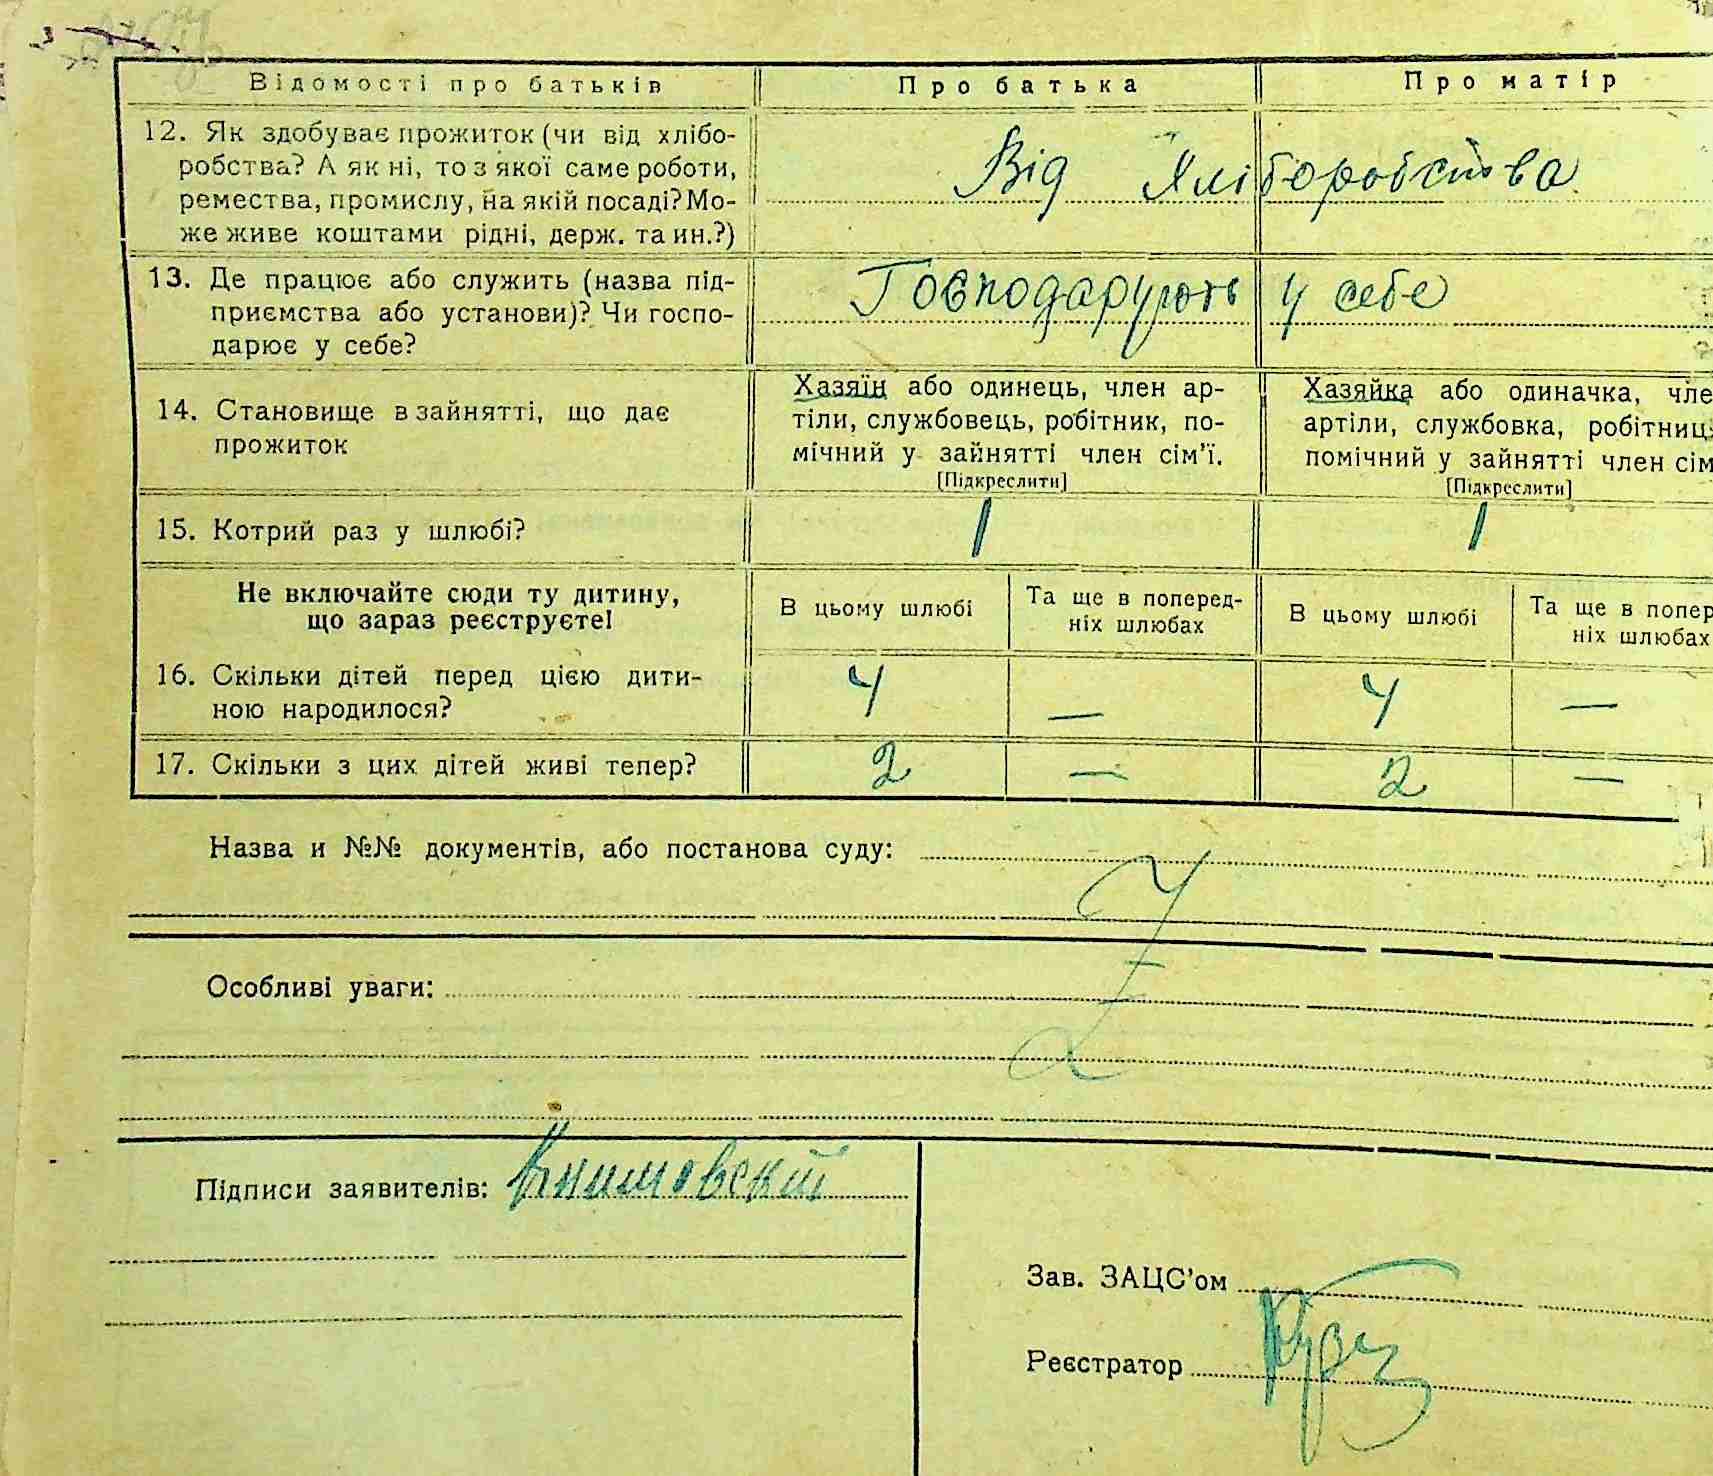 Відомості про батьків Про батька Про матір
12. Як здобуває прожиток (чи від хлібо-
робства? А як ні, то з якої саме роботи,
ремества, промислу, на якій посаді? Мо-
же живе коштами рідні, держ. та ин.?)
Від хліборобства
13. Де працює або служить (назва під-
приємства або установи)? Чи госпо-
дарює у себе?
Господарують у себе
14. Становище в зайнятті, що дає
прожиток
Хазяїн або одинець, член ар-
тіли, службовець, робітник, по-
мічний у зайнятті член сім'ї.
[Підкреслити]
Хазяйка або одиначка, чле
артіли, службовка, робітниц
помічний у зайнятті член сім
[Підкреслити]
15. Котрий раз у шлюбі? 1 1
Не включайте сюди ту дитину,
що зараз реєструєте!
В цьому шлюбі
Та ще в поперед-
ніх шлюбах
В цьому шлюбі
Та ще в попер
ніх шлюбах
16. Скільки дітей перед цією дити-
ною народилося?
4 — 4 —
17. Скільки з цих дітей живі тепер? 2 — 2 —
Назва и №№ документів, або постанова суду:
Особливі уваги:
Підписи заявителів:
Зав. ЗАЦС'ом
Реєстратор